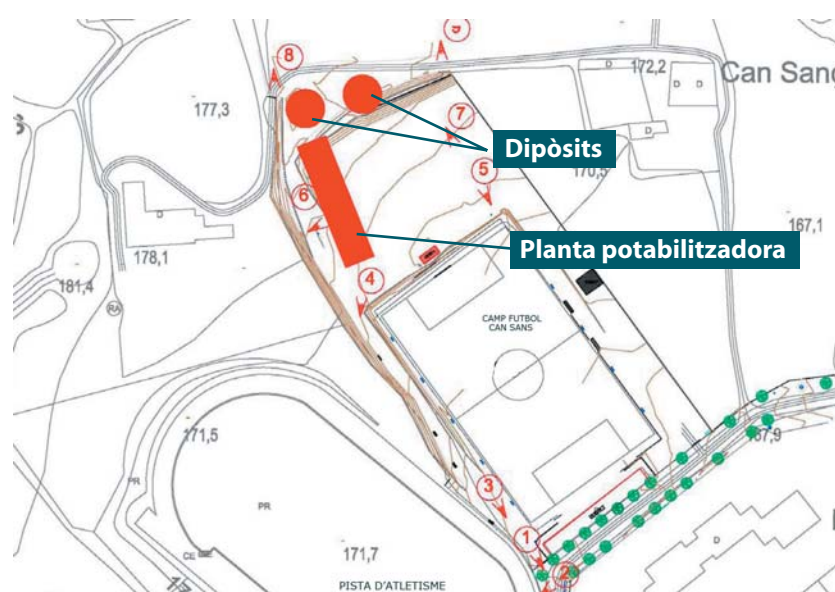 8
172,2
Can Sans
177,3
7
Dipòsits
5
170,5
6
167,1
Planta potabilitzadora
178,1
4
181,4
RA
CAMP FUTBOL
CAN SANS
171,5
167,9
PR
3
PR
1
D
171,7
CE
2
PISTA D'ATLETISME